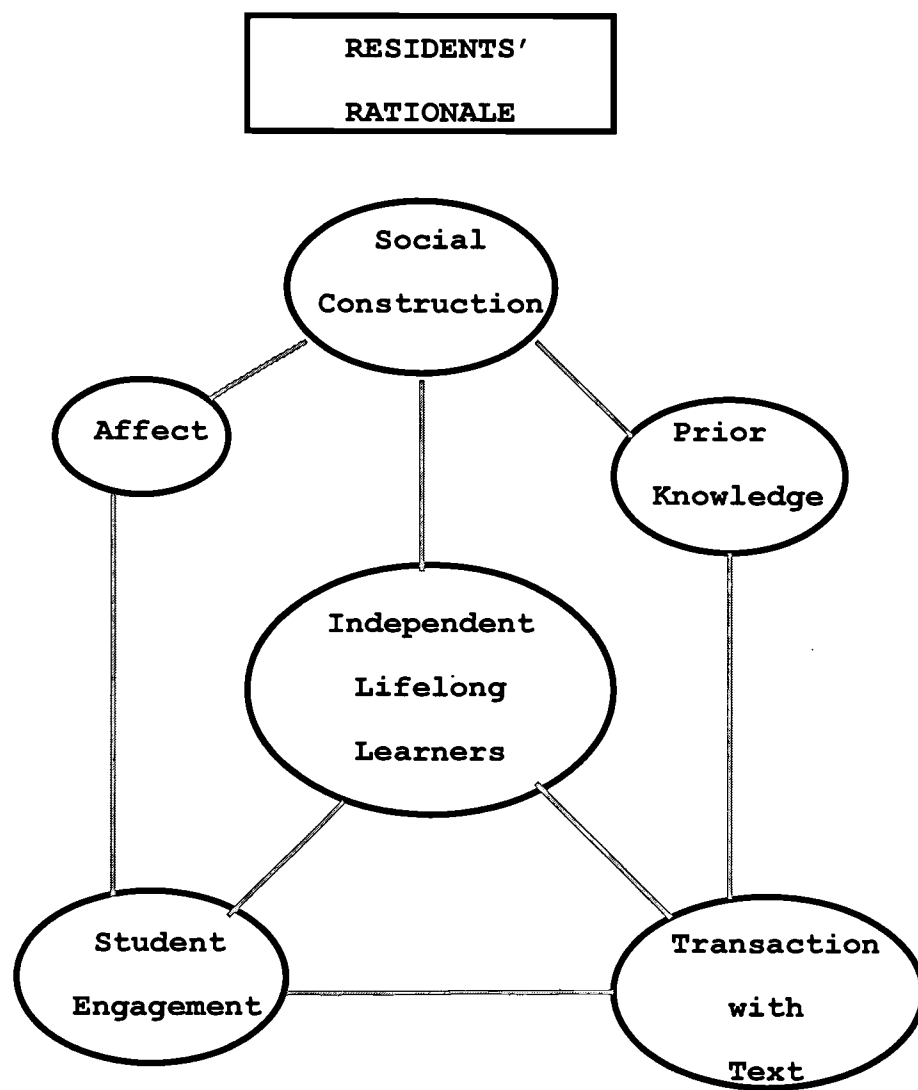 RESIDENTS'
RATIONALE
Social
Construction
Affect
Prior
Knowledge
Independent
Lifelong
Learners
Student
Engagement
Transaction
with
Text